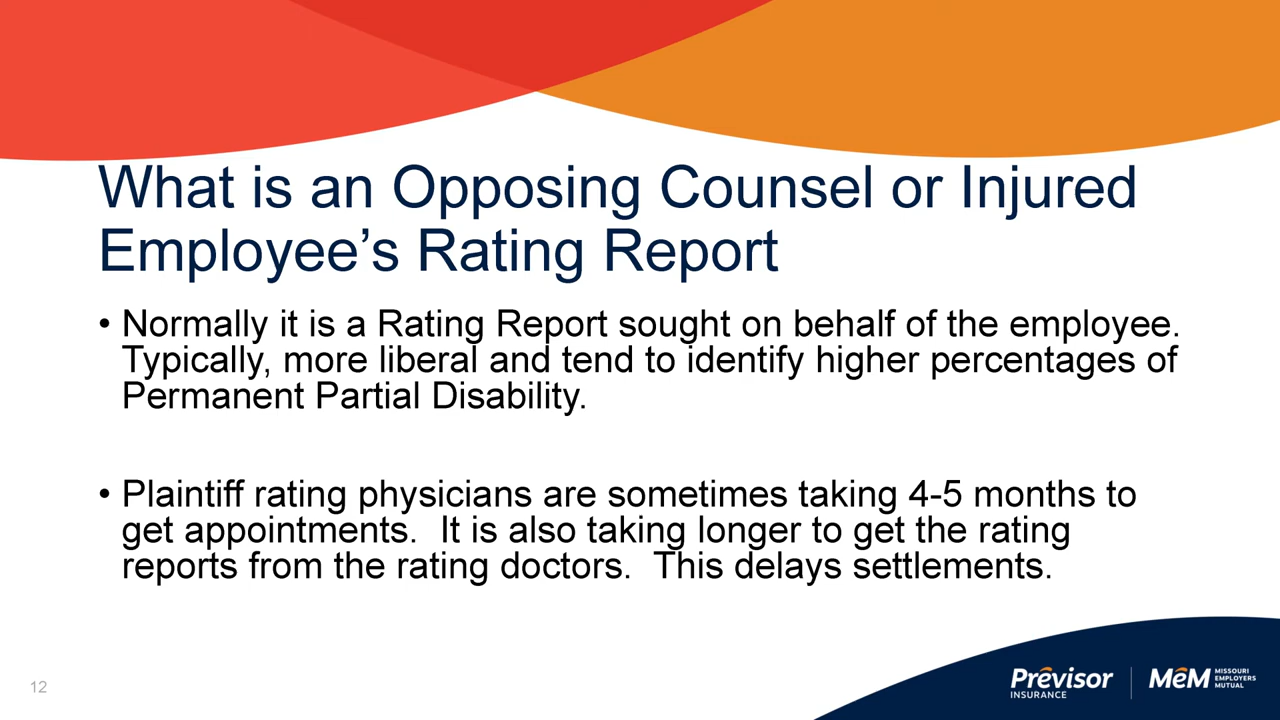 What is an Opposing Counsel or Injured
Employee’s Rating Report
• Normally it is a Rating Report sought on behalf of the employee.
Typically, more liberal and tend to identify higher percentages of
Permanent Partial Disability.
• Plaintiff rating physicians are sometimes taking 4-5 months to
get appointments.  It is also taking longer to get the rating
reports from the rating doctors.  This delays settlements.
12
Prēvisor
INSURANCE
MēM
MISSOURI
EMPLOYERS
MUTUAL